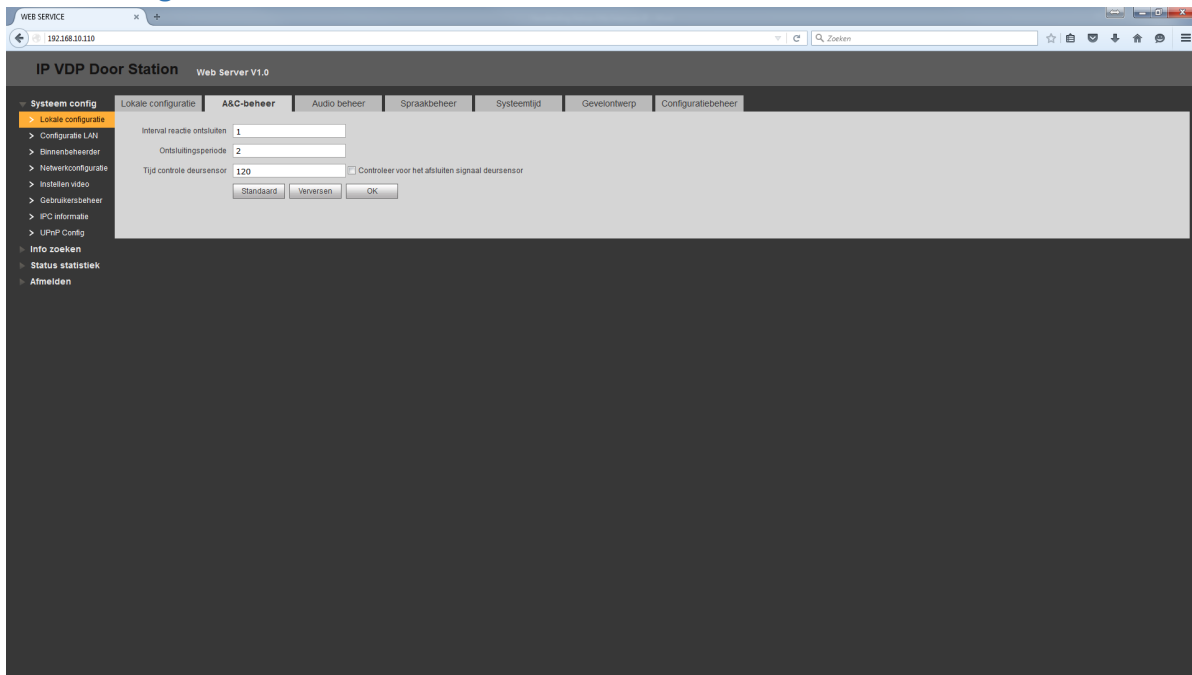 WEB SERVICE
192.168.10.110
Zoeken
IP VDP Door Station Web Server V1.0
Systeem config
Lokale configuratie
Configuratie LAN
Binnenbeheerder
Netwerkconfiguratie
Instellen video
Gebruikersbeheer
IPC informatie
UPnP Config
Info zoeken
Status statistiek
Afmelden
Lokale configuratie A&C-beheer Audio beheer Spraakbeheer Systeemtijd Gevelontwerp Configuratiebeheer
Interval reactie ontsluiten 1
Ontsluitingsperiode 2
Tijd controle deursensor 120 Controleer voor het afsluiten signaal deursensor
Standaard Verversen OK